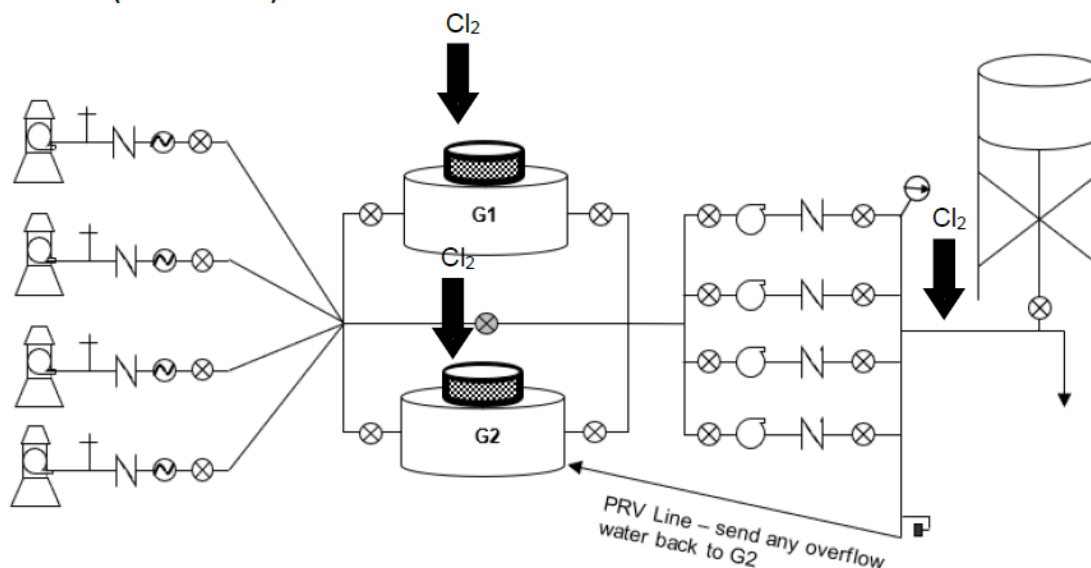 Cl₂
G1
Cl₂
Cl₂
G2
PRV Line – send any overflow
water back to G2